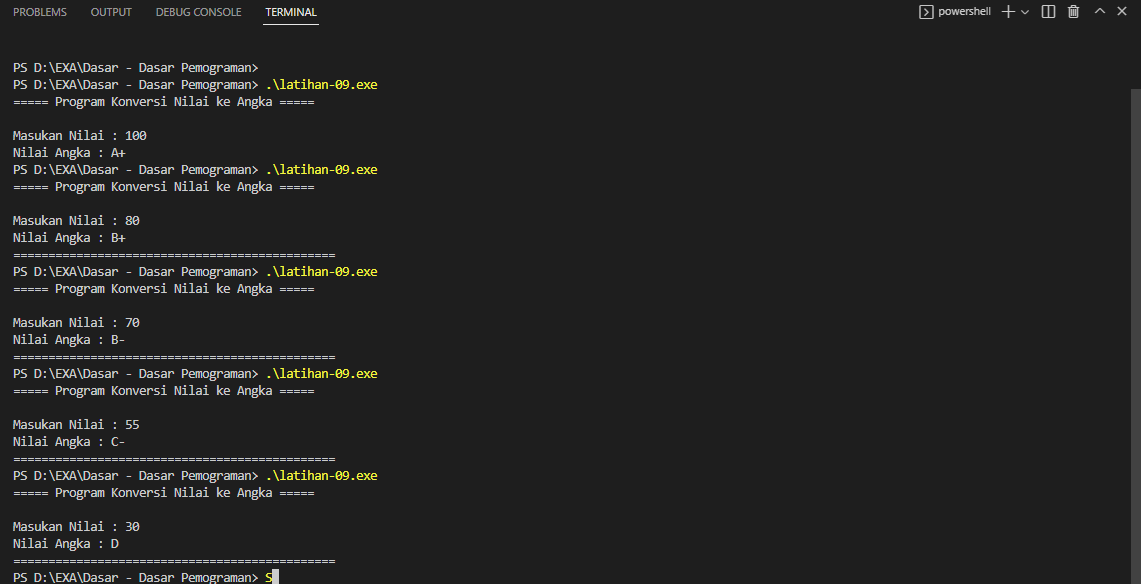 PROBLEMS OUTPUT DEBUG CONSOLE TERMINAL powershell
PS D:\EXA\Dasar - Dasar Pemograman>
PS D:\EXA\Dasar - Dasar Pemograman> .\latihan-09.exe
===== Program Konversi Nilai ke Angka =====
Masukan Nilai : 100
Nilai Angka : A+
PS D:\EXA\Dasar - Dasar Pemograman> .\latihan-09.exe
===== Program Konversi Nilai ke Angka =====
Masukan Nilai : 80
Nilai Angka : B+
==============================================
PS D:\EXA\Dasar - Dasar Pemograman> .\latihan-09.exe
===== Program Konversi Nilai ke Angka =====
Masukan Nilai : 70
Nilai Angka : B-
==============================================
PS D:\EXA\Dasar - Dasar Pemograman> .\latihan-09.exe
===== Program Konversi Nilai ke Angka =====
Masukan Nilai : 55
Nilai Angka : C-
==============================================
PS D:\EXA\Dasar - Dasar Pemograman> .\latihan-09.exe
===== Program Konversi Nilai ke Angka =====
Masukan Nilai : 30
Nilai Angka : D
==============================================
PS D:\EXA\Dasar - Dasar Pemograman> S